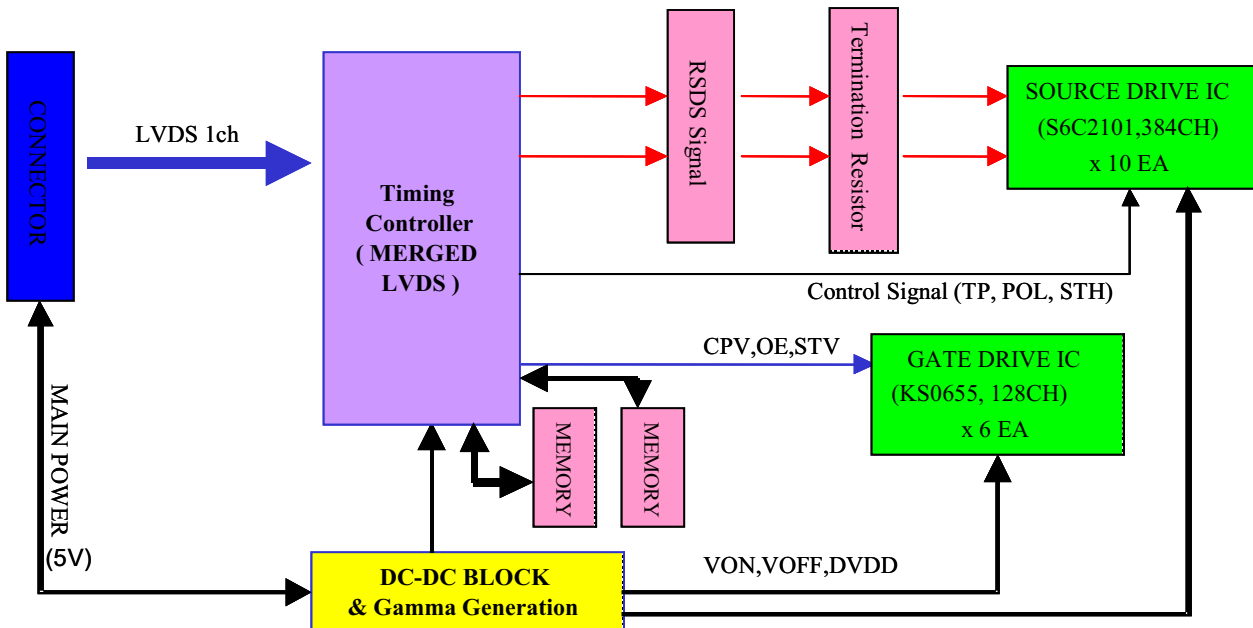 CONNECTOR
LVDS 1ch
Timing
Controller
( MERGED
LVDS )
RSDS Signal
Termination Resistor
SOURCE DRIVE IC
(S6C2101,384CH)
x 10 EA
Control Signal (TP, POL, STH)
CPV,OE,STV
GATE DRIVE IC
(KS0655, 128CH)
x 6 EA
MEMORY
MEMORY
MAIN POWER
(5V)
DC-DC BLOCK
& Gamma Generation
VON,VOFF,DVDD